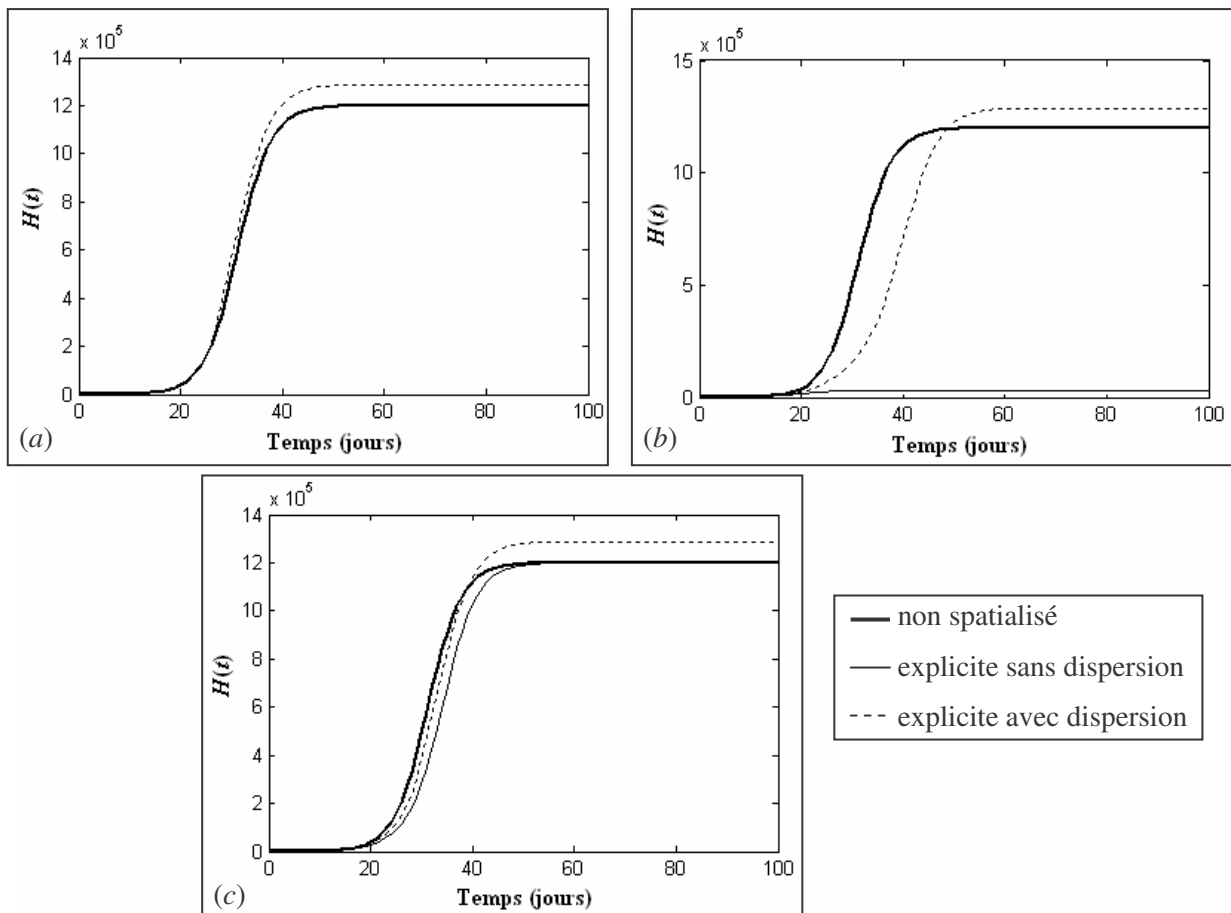 x 10^5
14
12
10
8
6
4
2
0
H(t)
0 20 40 60 80 100
Temps (jours)
(a)
x 10^5
15
10
5
0
H(t)
0 20 40 60 80 100
Temps (jours)
(b)
x 10^5
14
12
10
8
6
4
2
0
H(t)
0 20 40 60 80 100
Temps (jours)
(c)
non spatialisé
explicite sans dispersion
explicite avec dispersion